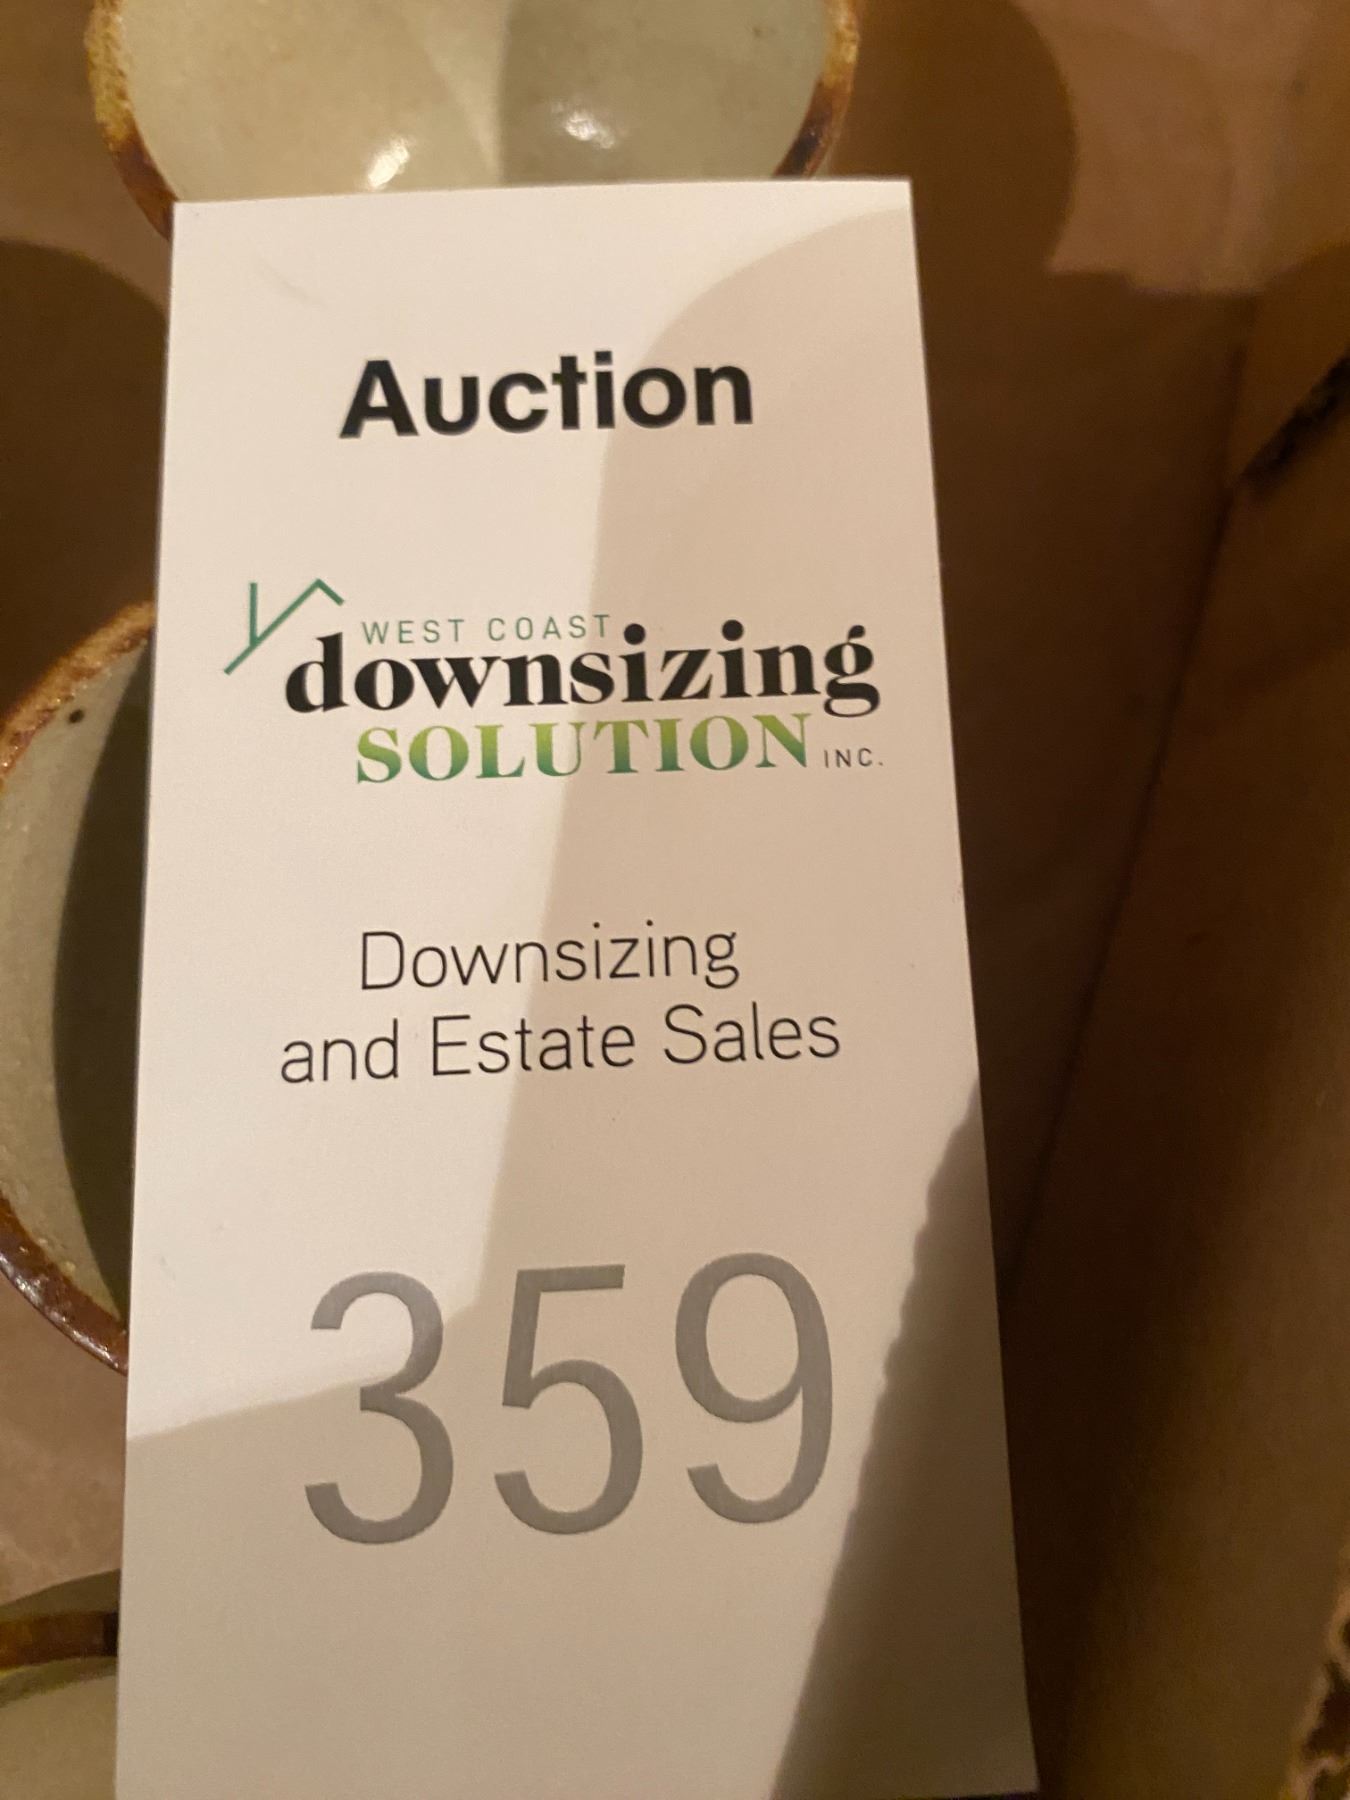 Auction
WEST COAST
downsizing
SOLUTION INC.
Downsizing
and Estate Sales
359